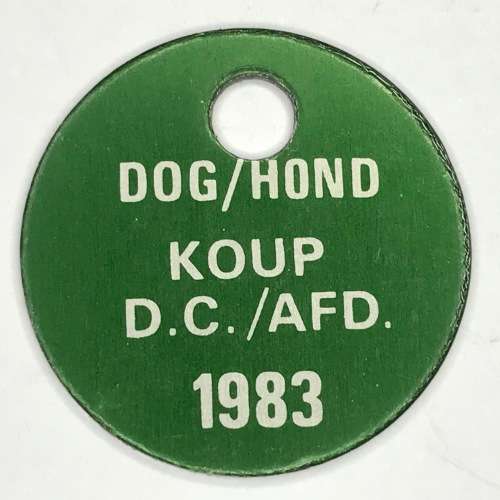 DOG/HOND
KOUP
D.C./AFD.
1983